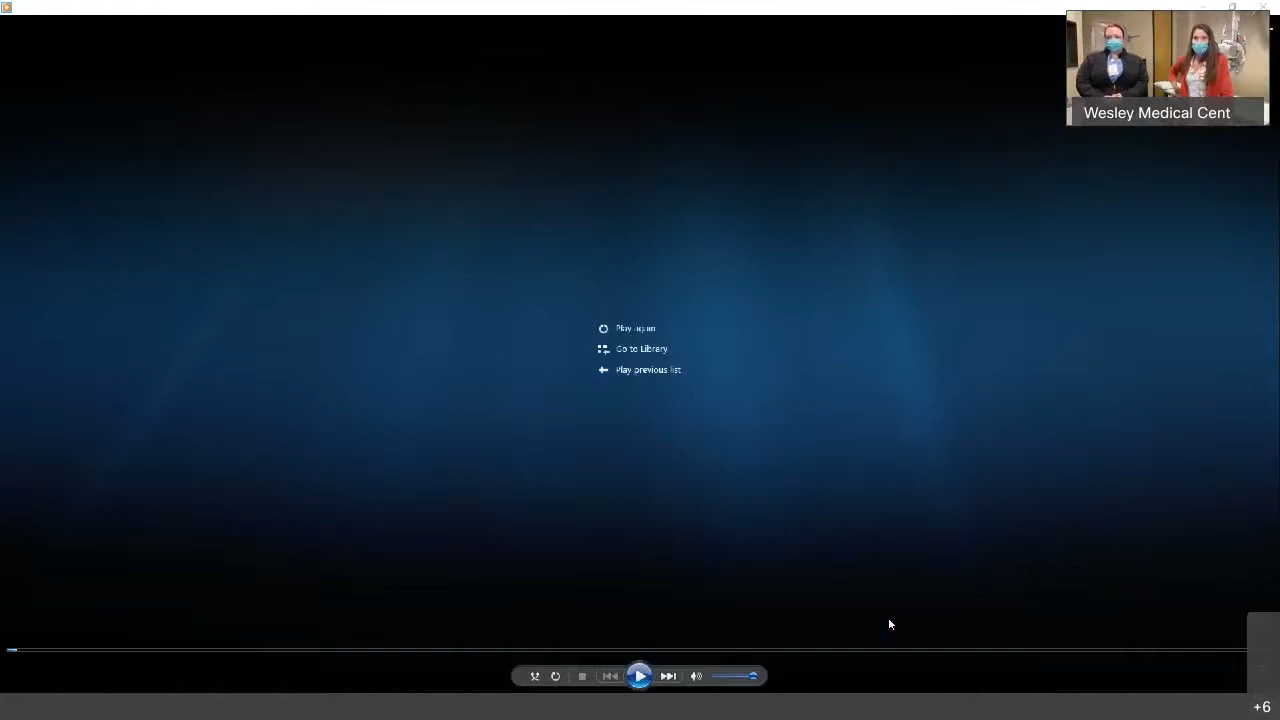 Wesley Medical Cent
Play again
Go to Library
Play previous list
+6